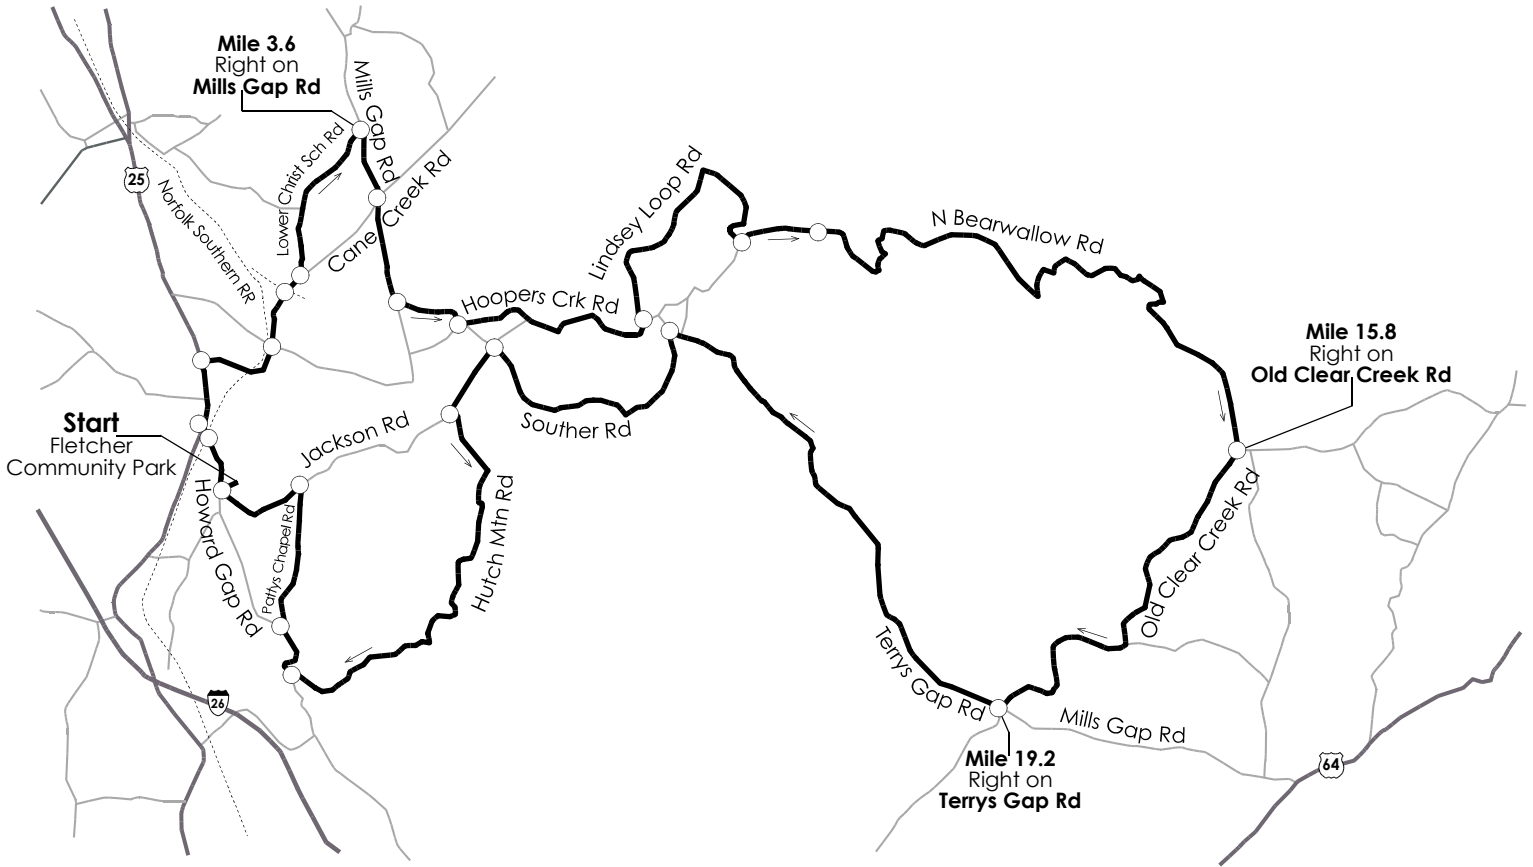 Mile 3.6
Right on
Mills Gap Rd
Mills Gap Rd
Lower Christ Sch Rd
Cane Creek Rd
25
Norfolk Southern RR
Lindsey Loop Rd
N Bearwallow Rd
Hoopers Crk Rd
Mile 15.8
Right on
Old Clear Creek Rd
Start
Fletcher
Community Park
Jackson Rd
Souther Rd
Howard Gap Rd
Pattys Chapel Rd
Hutch Mtn Rd
Old Clear Creek Rd
Terrys Gap Rd
26
Mills Gap Rd
Mile 19.2
Right on
Terrys Gap Rd
64